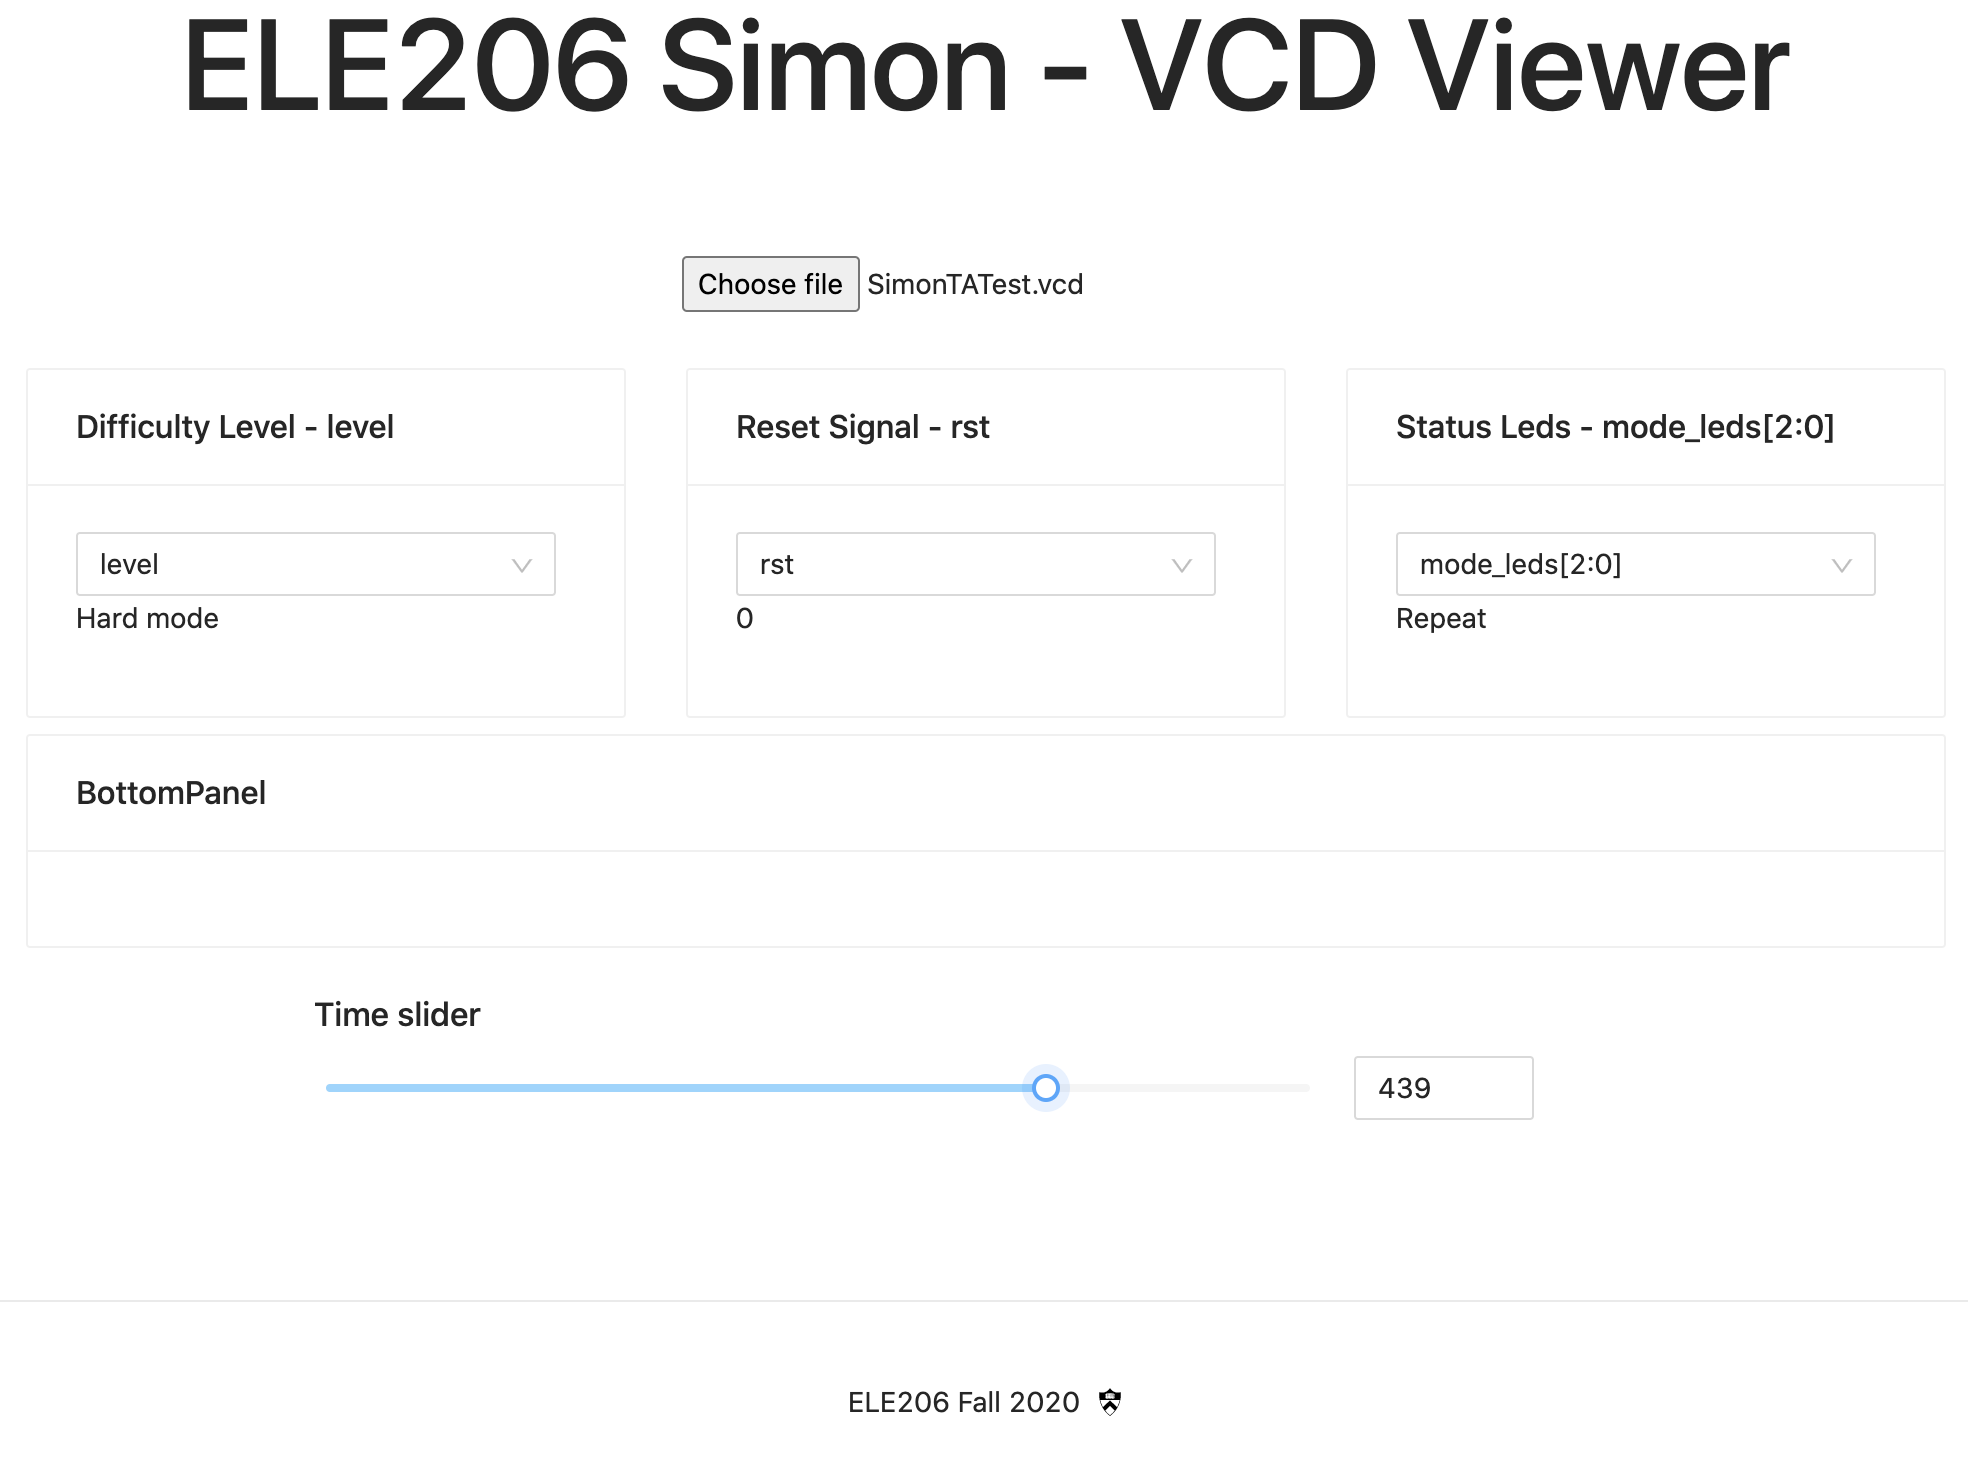 ELE206 Simon - VCD Viewer
Choose file SimonTATest.vcd
Difficulty Level - level
level
Hard mode
Reset Signal - rst
rst
0
Status Leds - mode_leds[2:0]
mode_leds[2:0]
Repeat
BottomPanel
Time slider
439
ELE206 Fall 2020